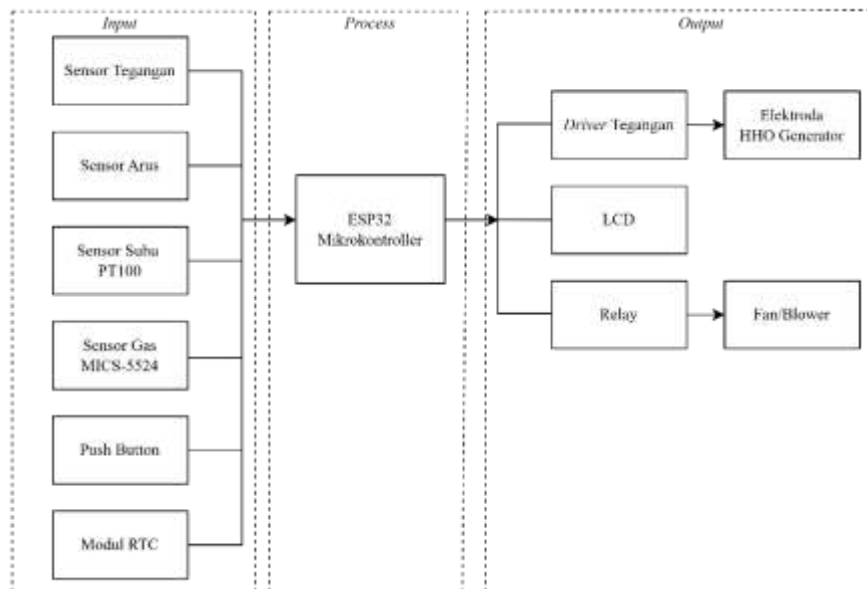 Input
Sensor Tegangan
Sensor Arus
Sensor Suhu
PT100
Sensor Gas
MICS-5524
Push Button
Modul RTC
Process
ESP32
Mikrokontroller
Output
Driver Tegangan
Elektroda
HHO Generator
LCD
Relay
Fan/Blower